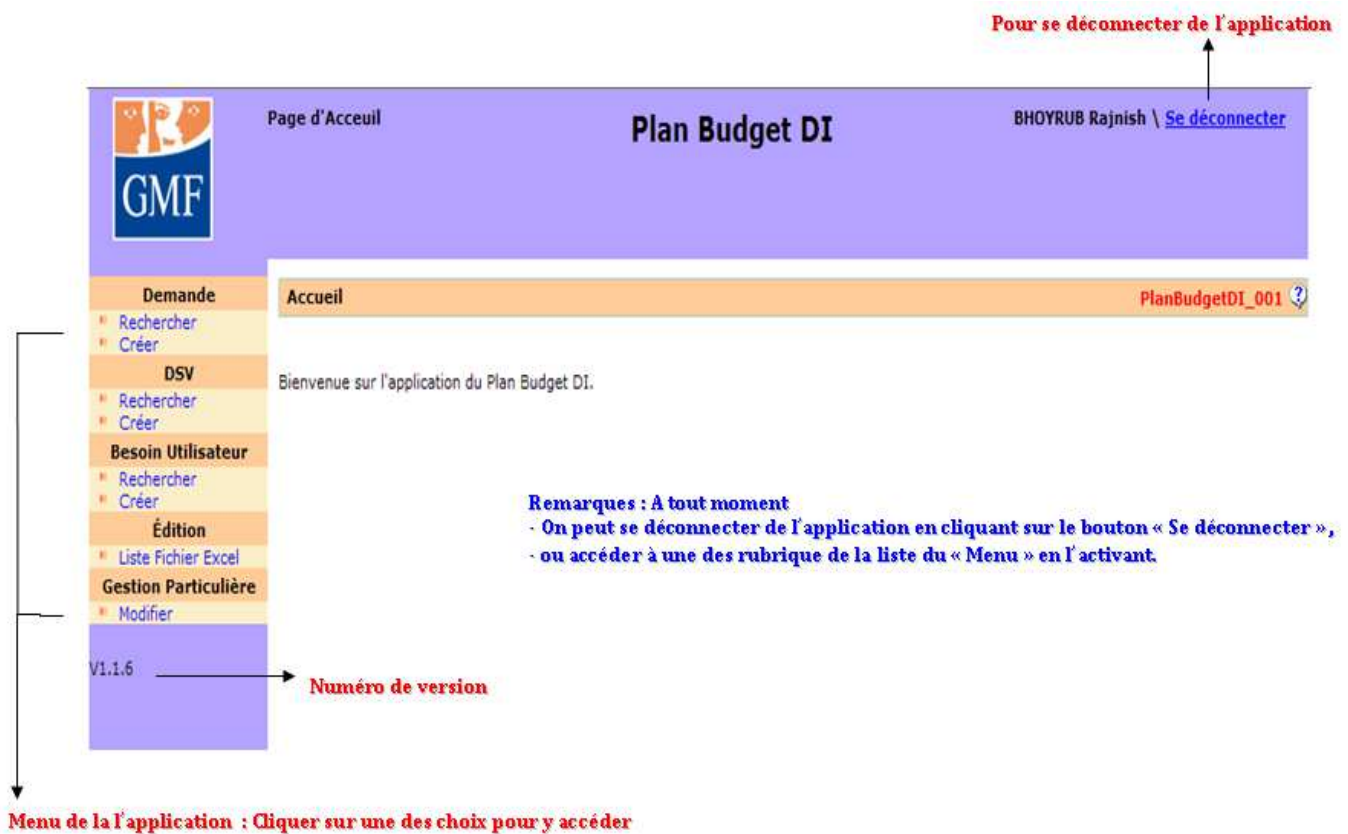 Pour se déconnecter de l'application
Page d'Acceuil
Plan Budget DI
BHOYRUB Rajnish \ Se déconnecter
GMF
Demande
Rechercher
Créer
DSV
Rechercher
Créer
Besoin Utilisateur
Rechercher
Créer
Édition
Liste Fichier Excel
Gestion Particulière
Modifier
V1.1.6
Accueil
PlanBudgetDI_001 ?
Bienvenue sur l'application du Plan Budget DI.
Remarques : A tout moment
- On peut se déconnecter de l'application en cliquant sur le bouton « Se déconnecter »,
- ou accéder à une des rubrique de la liste du « Menu » en l'activant.
Numéro de version
Menu de la l'application : Cliquer sur une des choix pour y accéder